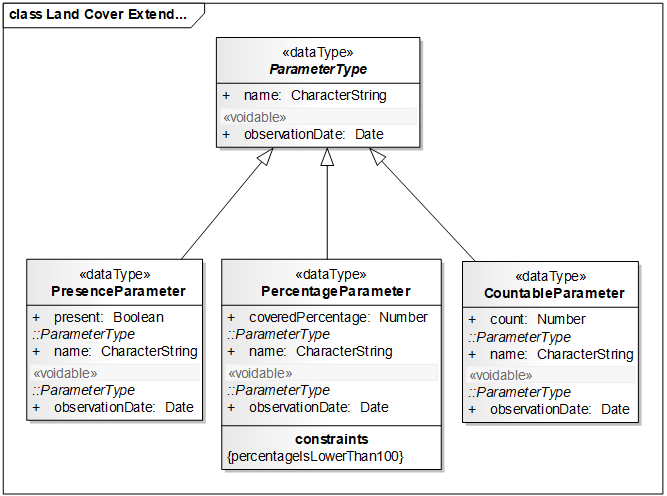 class Land Cover Extend...
«dataType»
ParameterType
+ name: CharacterString
«voidable»
+ observationDate: Date
«dataType»
PresenceParameter
+ present: Boolean
::ParameterType
+ name: CharacterString
«voidable»
::ParameterType
+ observationDate: Date
«dataType»
PercentageParameter
+ coveredPercentage: Number
::ParameterType
+ name: CharacterString
«voidable»
::ParameterType
+ observationDate: Date
constraints
{percentageIsLowerThan100}
«dataType»
CountableParameter
+ count: Number
::ParameterType
+ name: CharacterString
«voidable»
::ParameterType
+ observationDate: Date